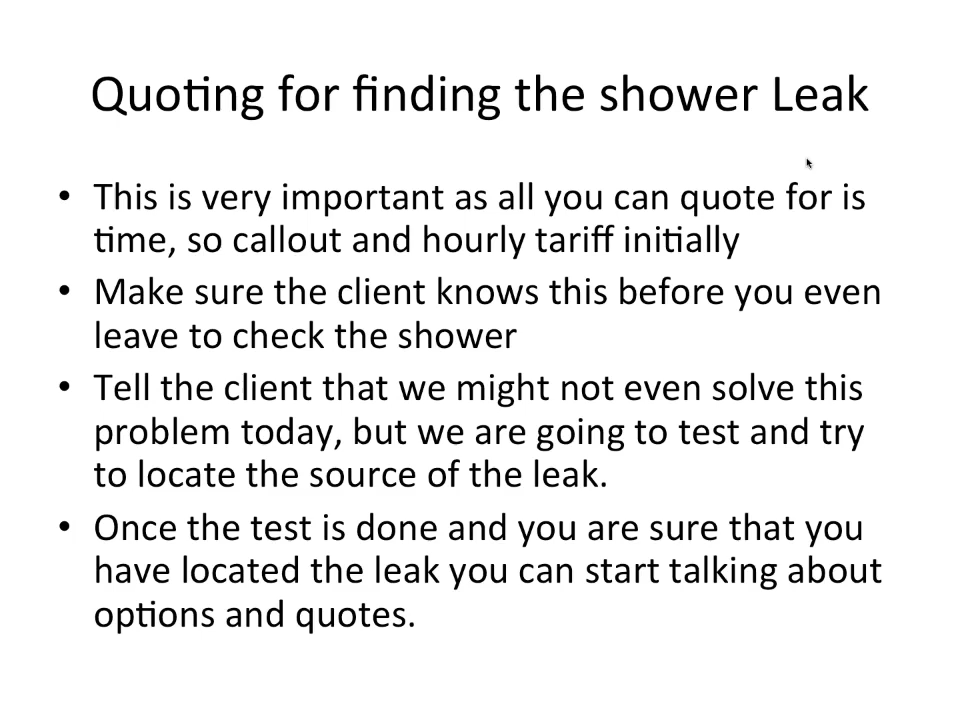 Quoting for finding the shower Leak
• This is very important as all you can quote for is
time, so callout and hourly tariff initially
• Make sure the client knows this before you even
leave to check the shower
• Tell the client that we might not even solve this
problem today, but we are going to test and try
to locate the source of the leak.
• Once the test is done and you are sure that you
have located the leak you can start talking about
options and quotes.